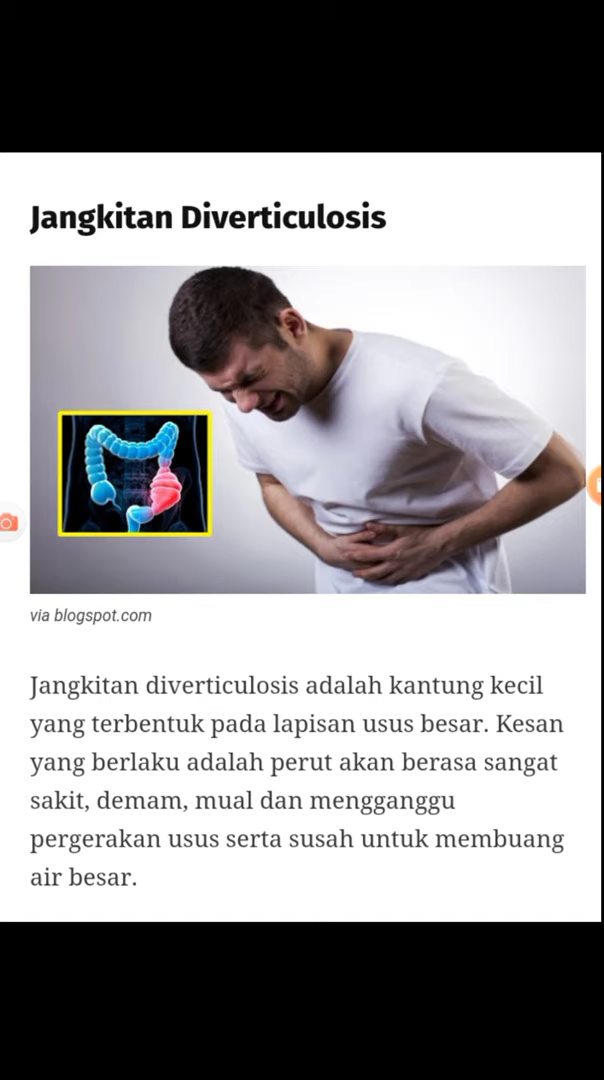 Jangkitan Diverticulosis
via blogspot.com
Jangkitan diverticulosis adalah kantung kecil
yang terbentuk pada lapisan usus besar. Kesan
yang berlaku adalah perut akan berasa sangat
sakit, demam, mual dan mengganggu
pergerakan usus serta susah untuk membuang
air besar.